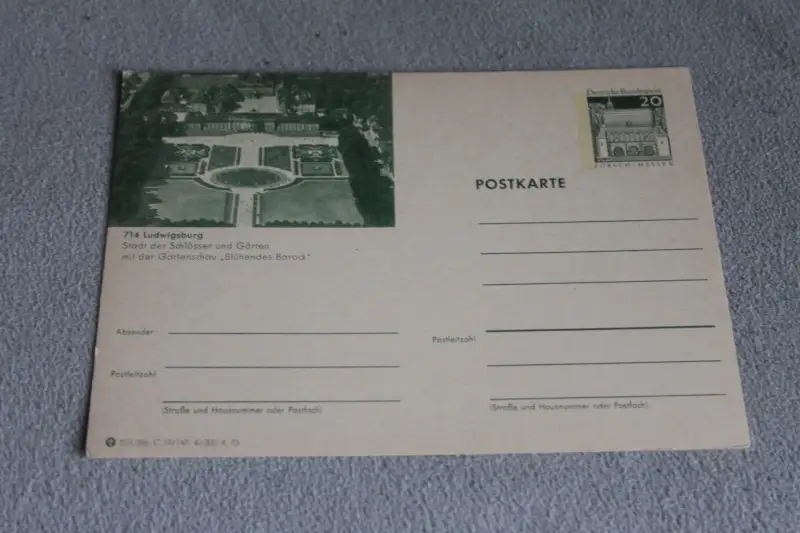 714 Ludwigsburg
Stadt der Schlösser und Gärten
mit der Gartenschau „Blühendes Barock"
Absender
Postleitzahl
(Straße und Hausnummer oder Postfach)
Deutsche Bundespost
20
LORSCH/HESSEN
POSTKARTE
Postleitzahl
(Straße und Hausnummer oder Postfach)